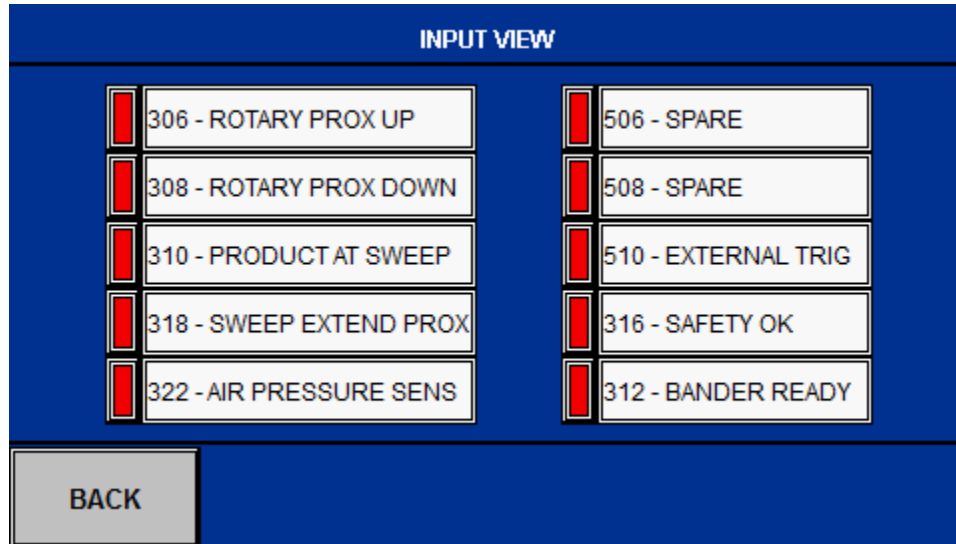 INPUT VIEW
306 - ROTARY PROX UP
308 - ROTARY PROX DOWN
310 - PRODUCT AT SWEEP
318 - SWEEP EXTEND PROX
322 - AIR PRESSURE SENS
506 - SPARE
508 - SPARE
510 - EXTERNAL TRIG
316 - SAFETY OK
312 - BANDER READY
BACK